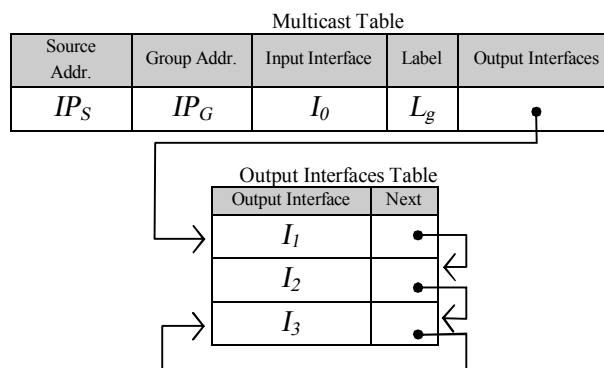 Multicast Table
Source Addr. Group Addr. Input Interface Label Output Interfaces
IP_S IP_G I_0 L_g
Output Interfaces Table
Output Interface Next
I_1
I_2
I_3